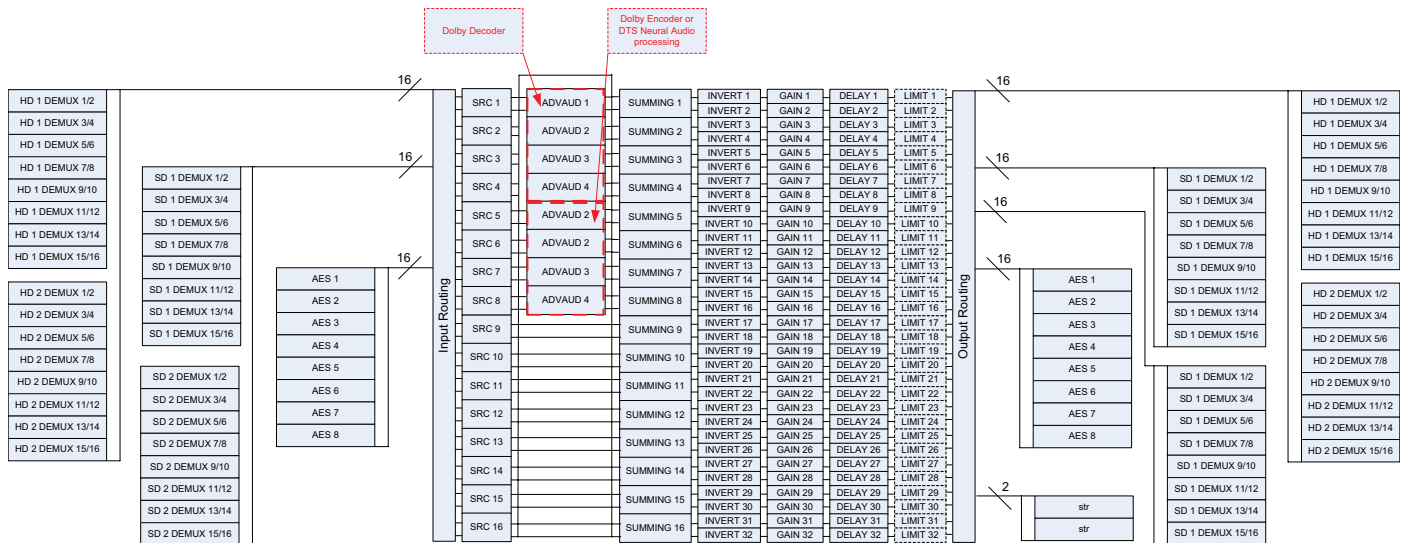 Dolby Decoder
Dolby Encoder or
DTS Neural Audio
processing
16
HD 1 DEMUX 1/2
HD 1 DEMUX 3/4
HD 1 DEMUX 5/6
HD 1 DEMUX 7/8
HD 1 DEMUX 9/10
HD 1 DEMUX 11/12
HD 1 DEMUX 13/14
HD 1 DEMUX 15/16
HD 2 DEMUX 1/2
HD 2 DEMUX 3/4
HD 2 DEMUX 5/6
HD 2 DEMUX 7/8
HD 2 DEMUX 9/10
HD 2 DEMUX 11/12
HD 2 DEMUX 13/14
HD 2 DEMUX 15/16
16
SD 1 DEMUX 1/2
SD 1 DEMUX 3/4
SD 1 DEMUX 5/6
SD 1 DEMUX 7/8
SD 1 DEMUX 9/10
SD 1 DEMUX 11/12
SD 1 DEMUX 13/14
SD 1 DEMUX 15/16
SD 2 DEMUX 1/2
SD 2 DEMUX 3/4
SD 2 DEMUX 5/6
SD 2 DEMUX 7/8
SD 2 DEMUX 9/10
SD 2 DEMUX 11/12
SD 2 DEMUX 13/14
SD 2 DEMUX 15/16
16
AES 1
AES 2
AES 3
AES 4
AES 5
AES 6
AES 7
AES 8
Input Routing
SRC 1
SRC 2
SRC 3
SRC 4
SRC 5
SRC 6
SRC 7
SRC 8
SRC 9
SRC 10
SRC 11
SRC 12
SRC 13
SRC 14
SRC 15
SRC 16
ADVAUD 1
ADVAUD 2
ADVAUD 3
ADVAUD 4
ADVAUD 2
ADVAUD 2
ADVAUD 3
ADVAUD 4
SUMMING 1
SUMMING 2
SUMMING 3
SUMMING 4
SUMMING 5
SUMMING 6
SUMMING 7
SUMMING 8
SUMMING 9
SUMMING 10
SUMMING 11
SUMMING 12
SUMMING 13
SUMMING 14
SUMMING 15
SUMMING 16
INVERT 1
INVERT 2
INVERT 3
INVERT 4
INVERT 5
INVERT 6
INVERT 7
INVERT 8
INVERT 9
INVERT 10
INVERT 11
INVERT 12
INVERT 13
INVERT 14
INVERT 15
INVERT 16
INVERT 17
INVERT 18
INVERT 19
INVERT 20
INVERT 21
INVERT 22
INVERT 23
INVERT 24
INVERT 25
INVERT 26
INVERT 27
INVERT 28
INVERT 29
INVERT 30
INVERT 31
INVERT 32
GAIN 1
GAIN 2
GAIN 3
GAIN 4
GAIN 5
GAIN 6
GAIN 7
GAIN 8
GAIN 9
GAIN 10
GAIN 11
GAIN 12
GAIN 13
GAIN 14
GAIN 15
GAIN 16
GAIN 17
GAIN 18
GAIN 19
GAIN 20
GAIN 21
GAIN 22
GAIN 23
GAIN 24
GAIN 25
GAIN 26
GAIN 27
GAIN 28
GAIN 29
GAIN 30
GAIN 31
GAIN 32
DELAY 1
DELAY 2
DELAY 3
DELAY 4
DELAY 5
DELAY 6
DELAY 7
DELAY 8
DELAY 9
DELAY 10
DELAY 11
DELAY 12
DELAY 13
DELAY 14
DELAY 15
DELAY 16
DELAY 17
DELAY 18
DELAY 19
DELAY 20
DELAY 21
DELAY 22
DELAY 23
DELAY 24
DELAY 25
DELAY 26
DELAY 27
DELAY 28
DELAY 29
DELAY 30
DELAY 31
DELAY 32
LIMIT 1
LIMIT 2
LIMIT 3
LIMIT 4
LIMIT 5
LIMIT 6
LIMIT 7
LIMIT 8
LIMIT 9
LIMIT 10
LIMIT 11
LIMIT 12
LIMIT 13
LIMIT 14
LIMIT 15
LIMIT 16
LIMIT 17
LIMIT 18
LIMIT 19
LIMIT 20
LIMIT 21
LIMIT 22
LIMIT 23
LIMIT 24
LIMIT 25
LIMIT 26
LIMIT 27
LIMIT 28
LIMIT 29
LIMIT 30
LIMIT 31
LIMIT 32
Output Routing
16
16
16
16
2
AES 1
AES 2
AES 3
AES 4
AES 5
AES 6
AES 7
AES 8
str
str
SD 1 DEMUX 1/2
SD 1 DEMUX 3/4
SD 1 DEMUX 5/6
SD 1 DEMUX 7/8
SD 1 DEMUX 9/10
SD 1 DEMUX 11/12
SD 1 DEMUX 13/14
SD 1 DEMUX 15/16
SD 1 DEMUX 1/2
SD 1 DEMUX 3/4
SD 1 DEMUX 5/6
SD 1 DEMUX 7/8
SD 1 DEMUX 9/10
SD 1 DEMUX 11/12
SD 1 DEMUX 13/14
SD 1 DEMUX 15/16
HD 1 DEMUX 1/2
HD 1 DEMUX 3/4
HD 1 DEMUX 5/6
HD 1 DEMUX 7/8
HD 1 DEMUX 9/10
HD 1 DEMUX 11/12
HD 1 DEMUX 13/14
HD 1 DEMUX 15/16
HD 2 DEMUX 1/2
HD 2 DEMUX 3/4
HD 2 DEMUX 5/6
HD 2 DEMUX 7/8
HD 2 DEMUX 9/10
HD 2 DEMUX 11/12
HD 2 DEMUX 13/14
HD 2 DEMUX 15/16